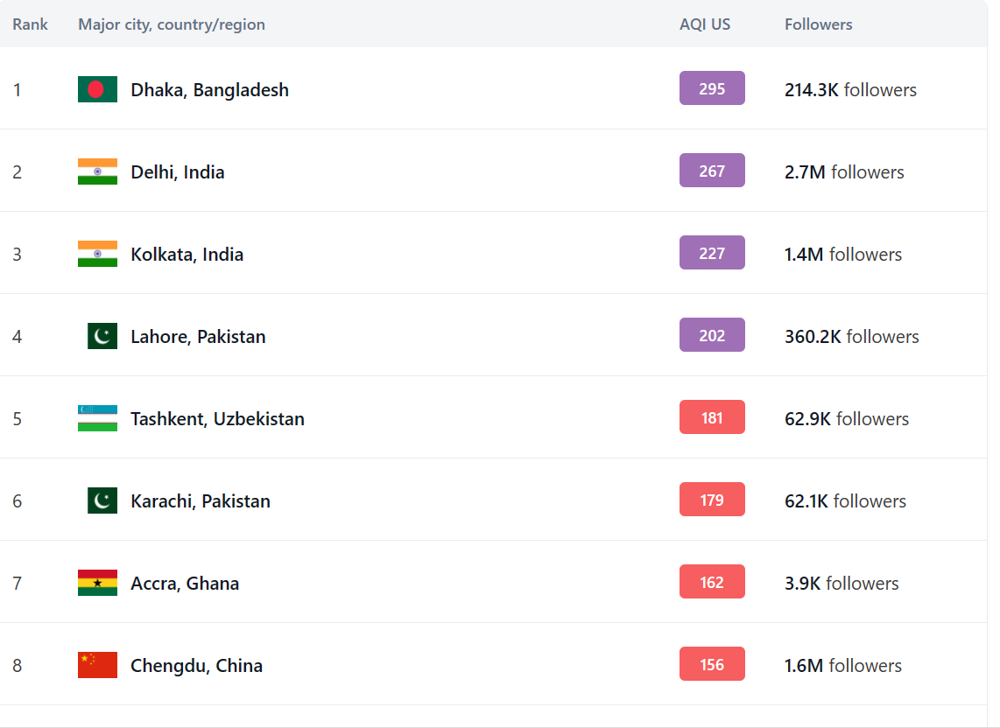 Rank Major city, country/region AQI US Followers
1 Dhaka, Bangladesh 295 214.3K followers
2 Delhi, India 267 2.7M followers
3 Kolkata, India 227 1.4M followers
4 Lahore, Pakistan 202 360.2K followers
5 Tashkent, Uzbekistan 181 62.9K followers
6 Karachi, Pakistan 179 62.1K followers
7 Accra, Ghana 162 3.9K followers
8 Chengdu, China 156 1.6M followers